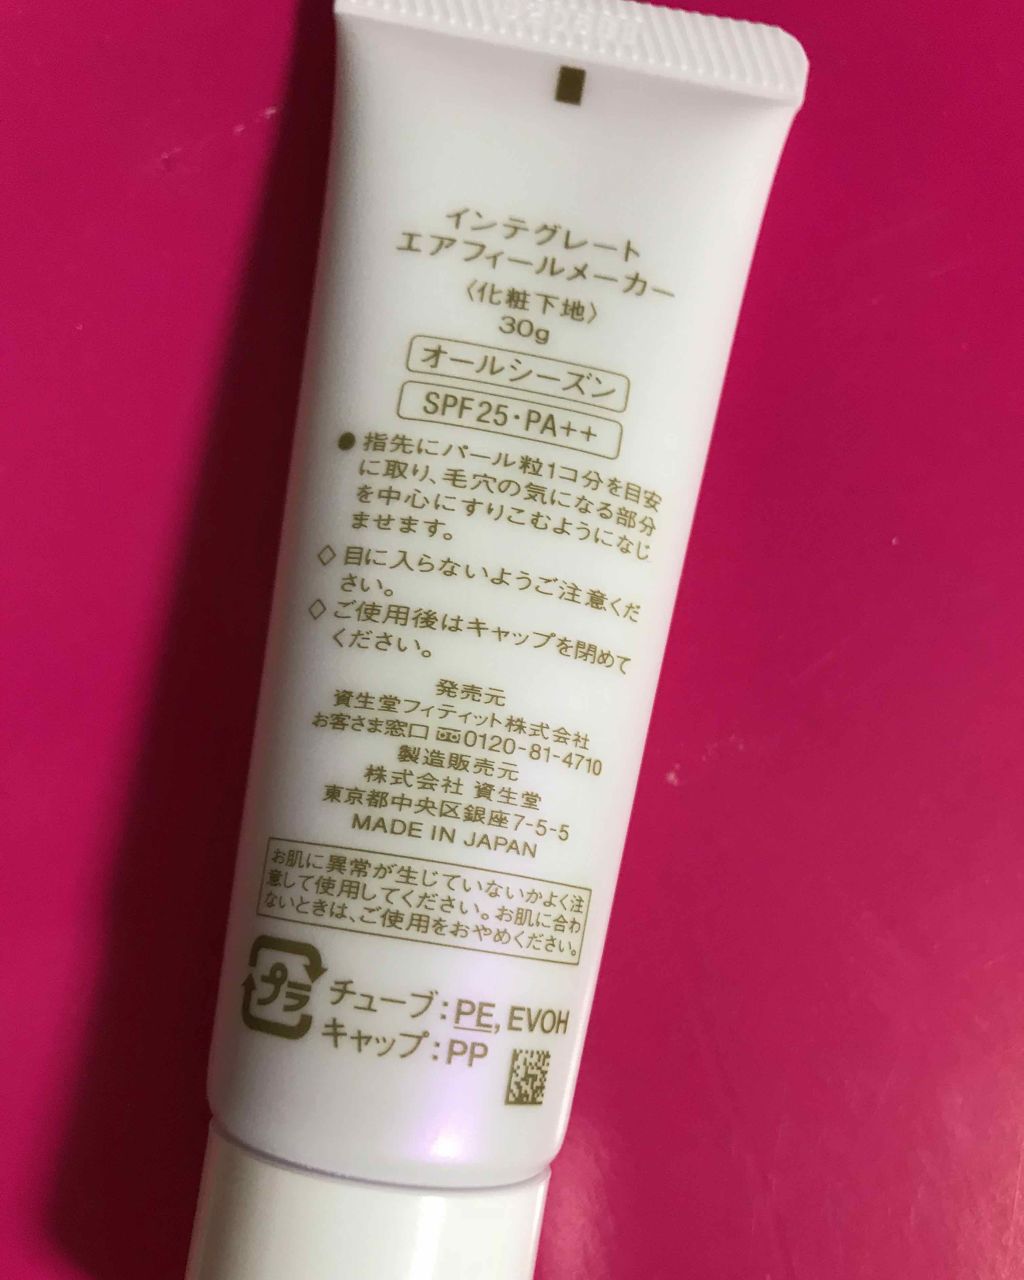 インテグレート
エアフィールメーカー
〈化粧下地〉
30g
オールシーズン
SPF25・PA++
●指先にパール粒1コ分を目安
に取り、毛穴の気になる部分
を中心にすりこむようになじ
ませます。
◇目に入らないようご注意くだ
さい。
◇ご使用後はキャップを閉めて
ください。
発売元
資生堂フィティット株式会社
お客さま窓口 0120-81-4710
製造販売元
株式会社 資生堂
東京都中央区銀座7-5-5
MADE IN JAPAN
お肌に異常が生じていないかよく注
意して使用してください。お肌に合わ
ないときは、ご使用をおやめください。
プラ
チューブ：PE, EVOH
キャップ：PP